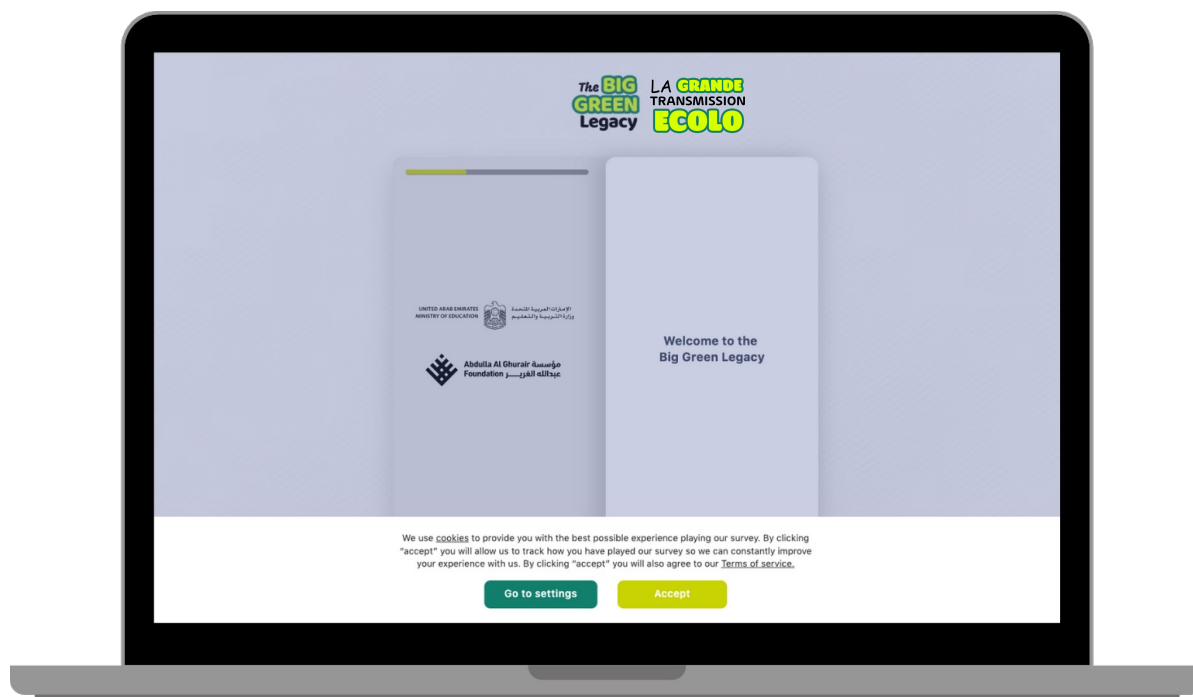 The BIG
GREEN
Legacy
LA GRANDE
TRANSMISSION
ECOLO
UNITED ARAB EMIRATES
MINISTRY OF EDUCATION
الإمارات العربية المتحدة
وزارة التربية والتعليم
Abdulla Al Ghurair
Foundation
مؤسسة
عبدالله الغرير
Welcome to the
Big Green Legacy
We use cookies to provide you with the best possible experience playing our survey. By clicking
"accept" you will allow us to track how you have played our survey so we can constantly improve
your experience with us. By clicking "accept" you will also agree to our Terms of service.
Go to settings
Accept